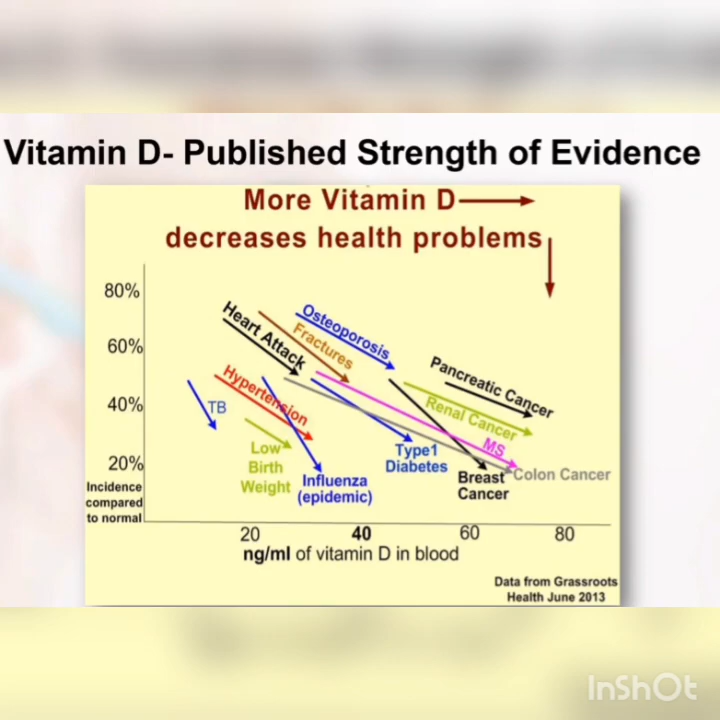 Vitamin D- Published Strength of Evidence
More Vitamin D
decreases health problems
80%
60%
40%
20%
Incidence
compared
to normal
Heart Attack
Fractures
Osteoporosis
Pancreatic Cancer
Hypertension
Renal Cancer
TB
MS
Low
Birth
Weight
Influenza
(epidemic)
Type1
Diabetes
Breast
Cancer
Colon Cancer
20
40
60
80
ng/ml of vitamin D in blood
Data from Grassroots
Health June 2013
InShOt